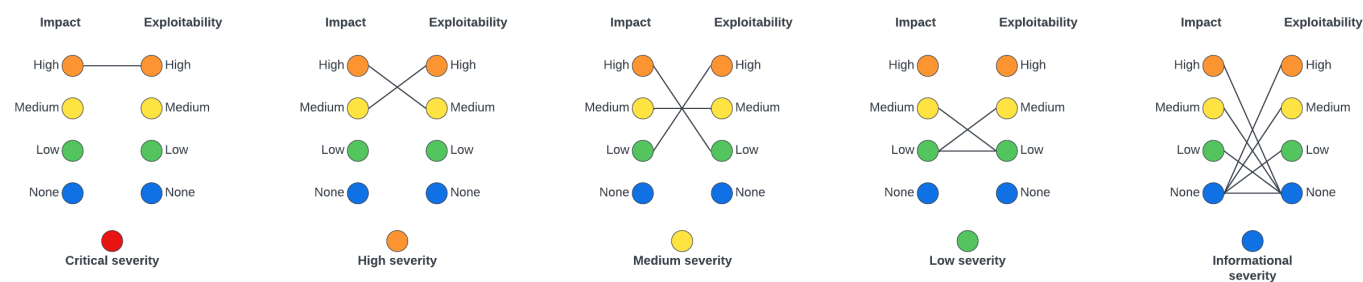 Impact Exploitability
High High
Medium Medium
Low Low
None None
Critical severity
Impact Exploitability
High High
Medium Medium
Low Low
None None
High severity
Impact Exploitability
High High
Medium Medium
Low Low
None None
Medium severity
Impact Exploitability
High High
Medium Medium
Low Low
None None
Low severity
Impact Exploitability
High High
Medium Medium
Low Low
None None
Informational
severity